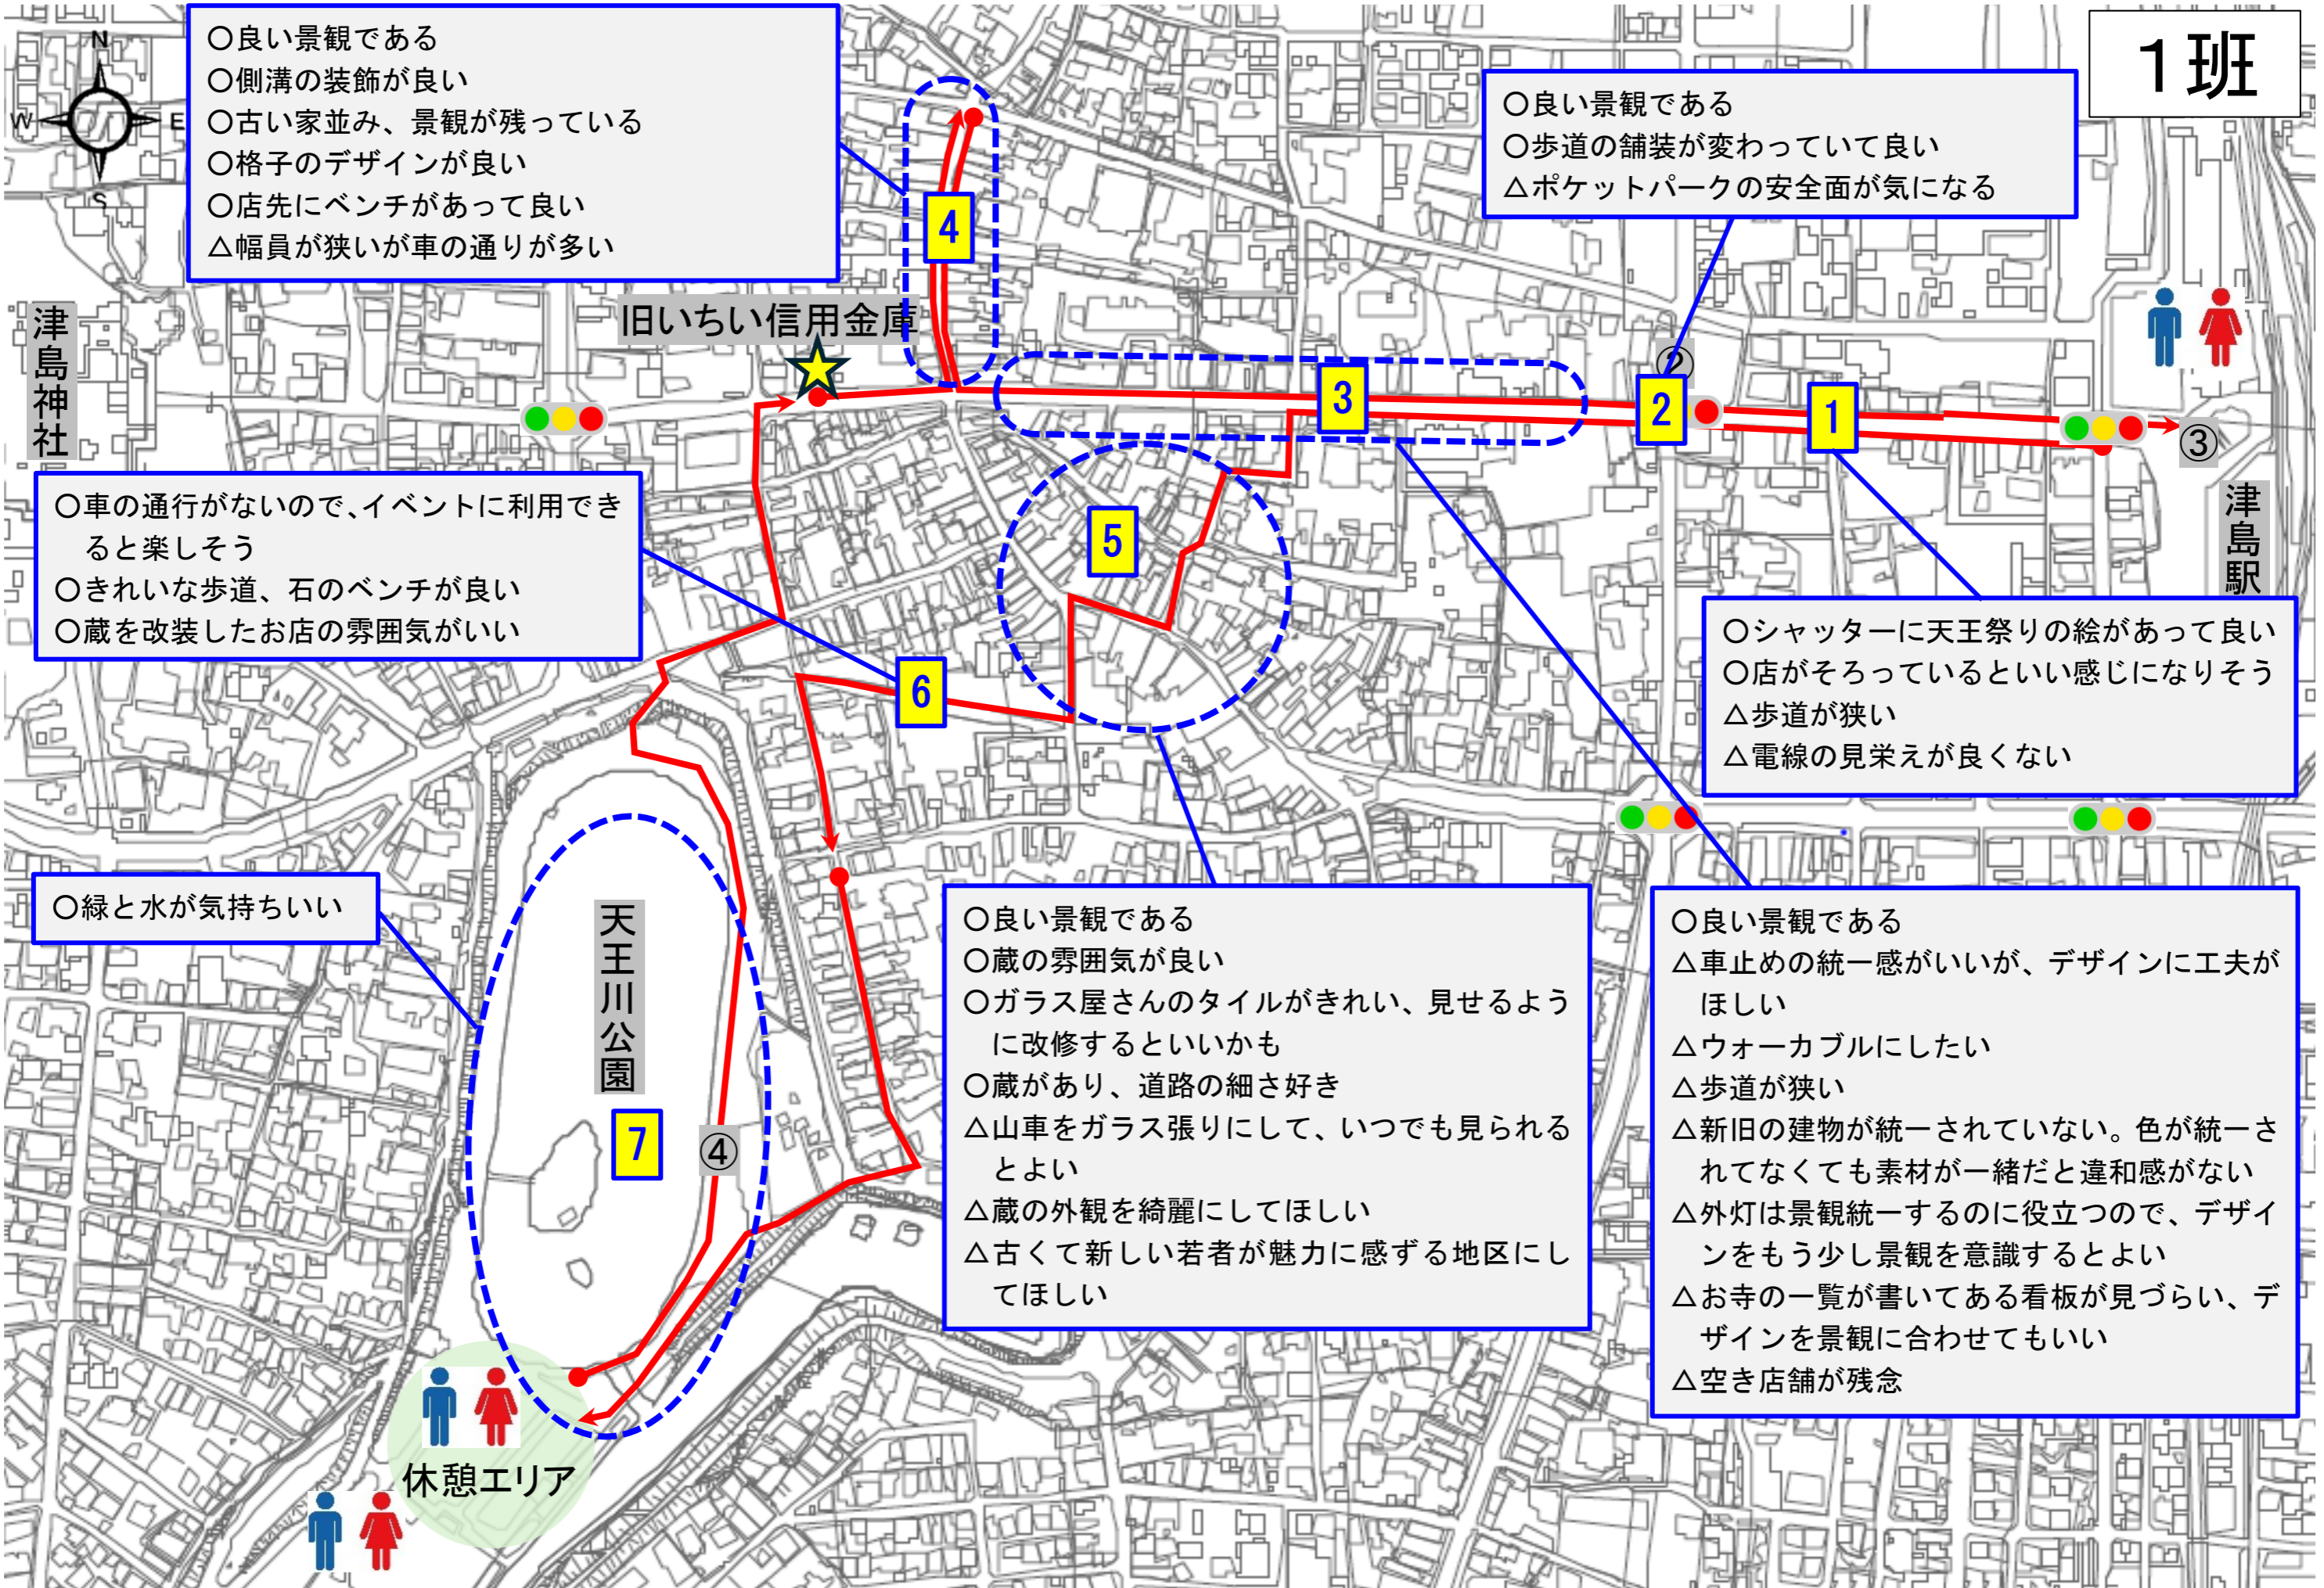 1班
N
W
E
S
○良い景観である
○側溝の装飾が良い
○古い家並み、景観が残っている
○格子のデザインが良い
○店先にベンチがあって良い
△幅員が狭いが車の通りが多い
○良い景観である
○歩道の舗装が変わっていて良い
△ポケットパークの安全面が気になる
4
旧いちい信用金庫
津島神社
②
3
2
1
③
津島駅
○車の通行がないので、イベントに利用でき
ると楽しそう
○きれいな歩道、石のベンチが良い
○蔵を改装したお店の雰囲気がいい
5
6
○シャッターに天王祭りの絵があって良い
○店がそろっているといい感じになりそう
△歩道が狭い
△電線の見栄えが良くない
○緑と水が気持ちいい
天王川公園
7
④
○良い景観である
○蔵の雰囲気が良い
○ガラス屋さんのタイルがきれい、見せるよう
に改修するといいかも
○蔵があり、道路の細さ好き
△山車をガラス張りにして、いつでも見られる
とよい
△蔵の外観を綺麗にしてほしい
△古くて新しい若者が魅力に感ずる地区にし
てほしい
○良い景観である
△車止めの統一感がいいが、デザインに工夫が
ほしい
△ウォーカブルにしたい
△歩道が狭い
△新旧の建物が統一されていない。色が統一さ
れてなくても素材が一緒だと違和感がない
△外灯は景観統一するのに役立つので、デザイ
ンをもう少し景観を意識するとよい
△お寺の一覧が書いてある看板が見づらい、デ
ザインを景観に合わせてもいい
△空き店舗が残念
休憩エリア